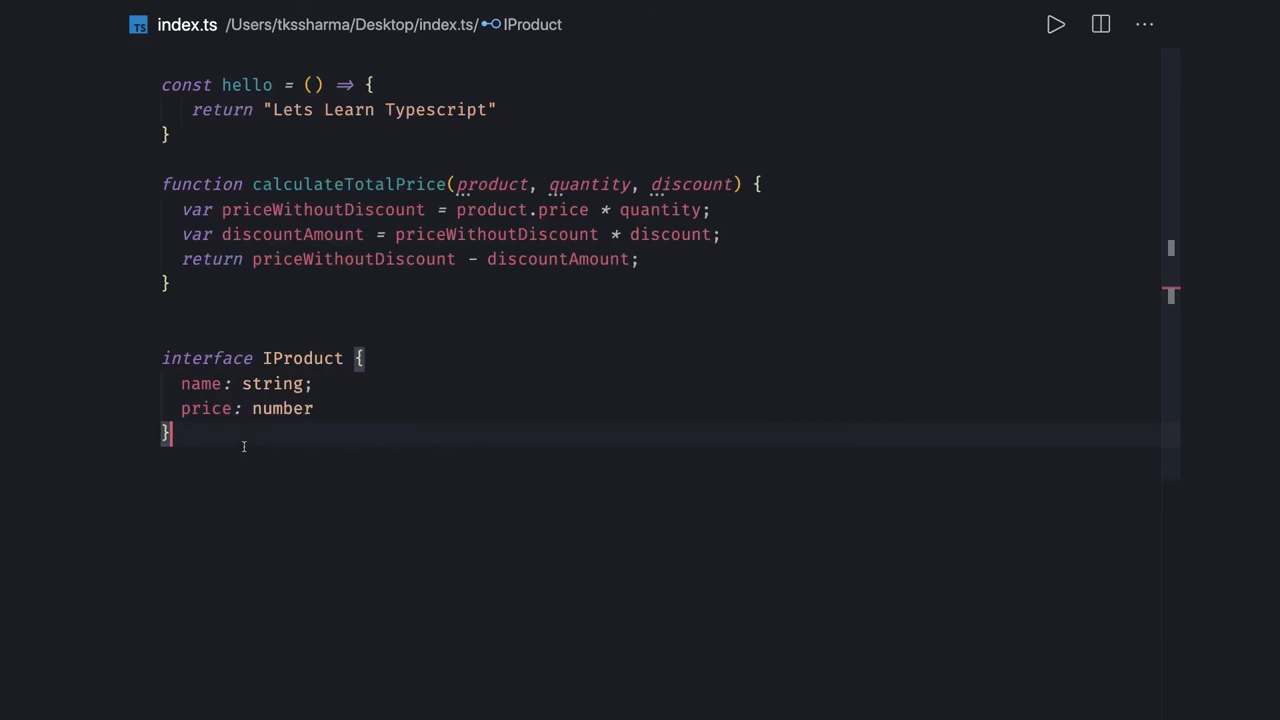 TS index.ts /Users/tkssharma/Desktop/index.ts/ IProduct
const hello = () => {
return "Lets Learn Typescript"
}
function calculateTotalPrice(product, quantity, discount) {
var priceWithoutDiscount = product.price * quantity;
var discountAmount = priceWithoutDiscount * discount;
return priceWithoutDiscount - discountAmount;
}
interface IProduct {
name: string;
price: number
}